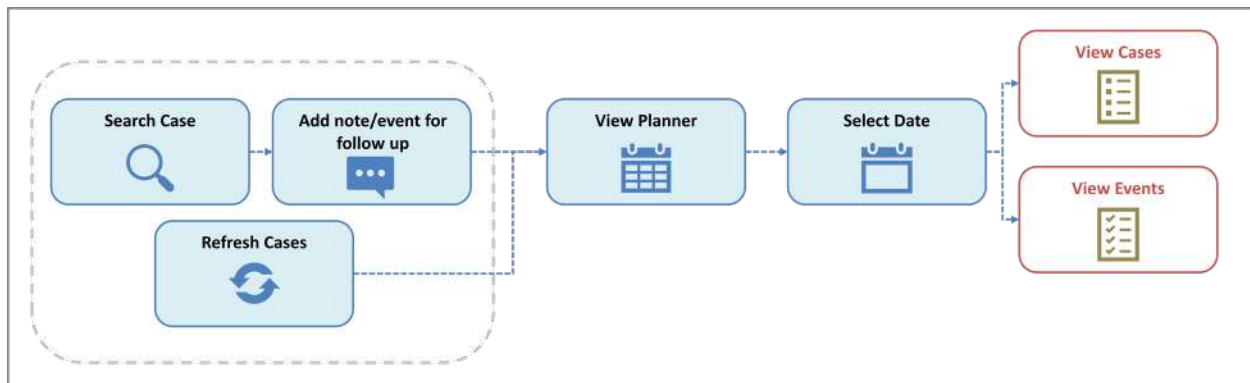 Search Case
Add note/event for
follow up
Refresh Cases
View Planner
Select Date
View Cases
View Events